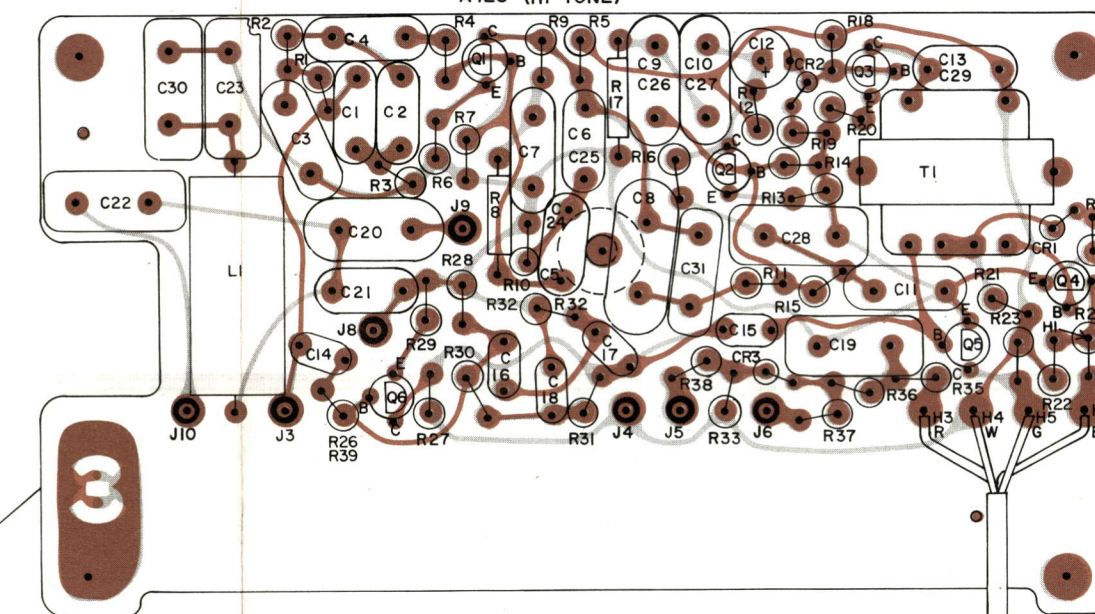 R2
C4
R4
R9
R5
R18
C
Q1
B
E
C9
C10
C12
+
CR2
C
Q3
B
E
C13
C29
R1
C30
C23
C1
C2
R
17
C26
C27
R
12
R20
C3
R7
C6
R19
C7
C25
R16
C
Q2
B
E
R14
T1
R3
R6
R
8
C8
R13
J9
C22
C20
C
24
C28
C31
CR1
L1
R28
C5
R10
R11
R21
E
Q4
B
C21
R32
R32
R15
C11
R23
J8
R29
C15
C19
E
B
Q5
C
H1
C14
R30
C
16
C
17
CR3
R38
E
B
Q6
C
C
18
R36
R35
R22
J10
J3
R26
R39
R27
R31
J4
J5
R33
J6
R37
H3
R
H4
W
H5
G
3